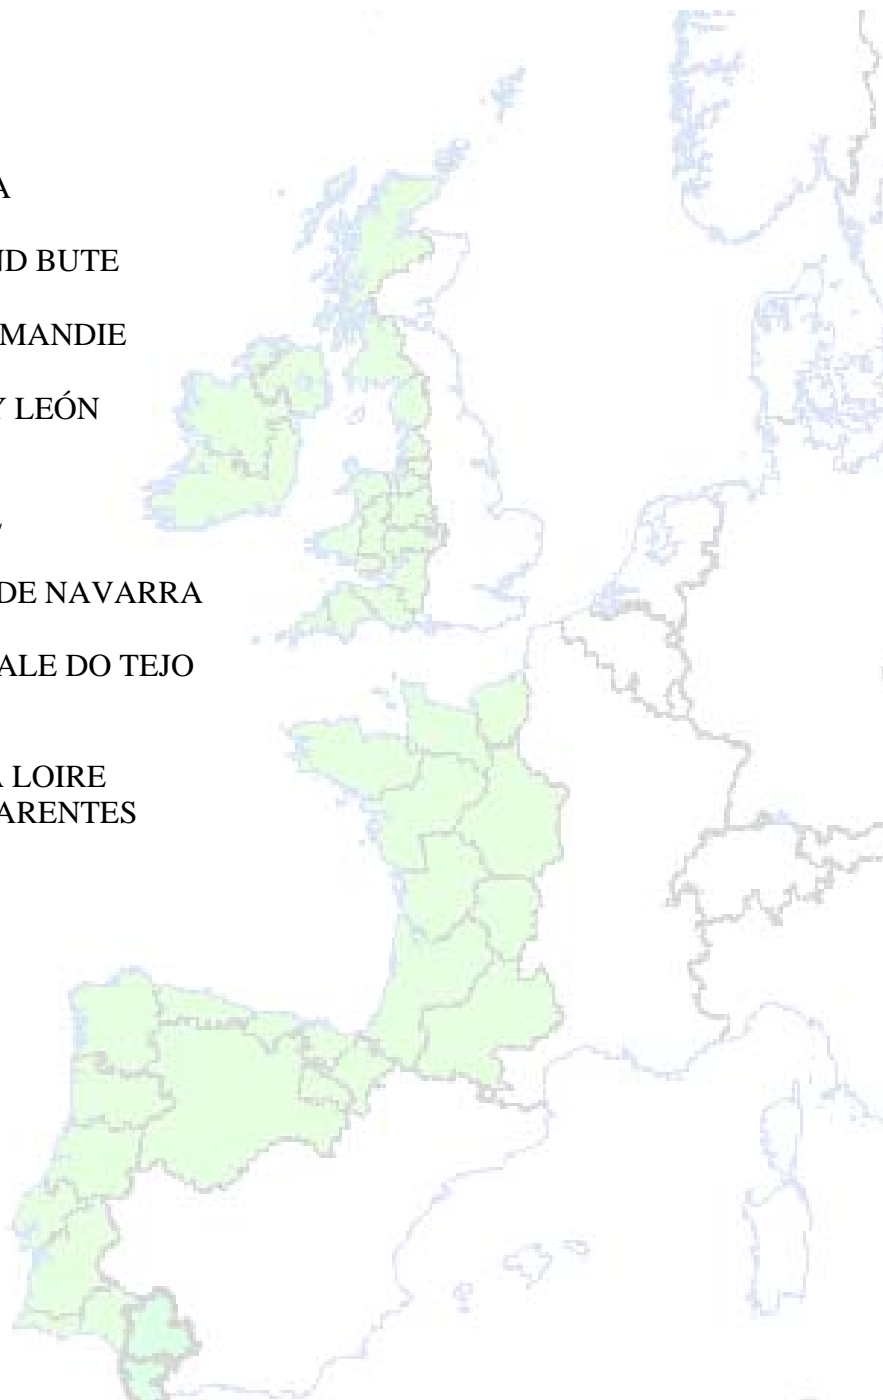 A
ND BUTE
MANDIE
Y LEÓN
DE NAVARRA
ALE DO TEJO
A LOIRE
ARENTES